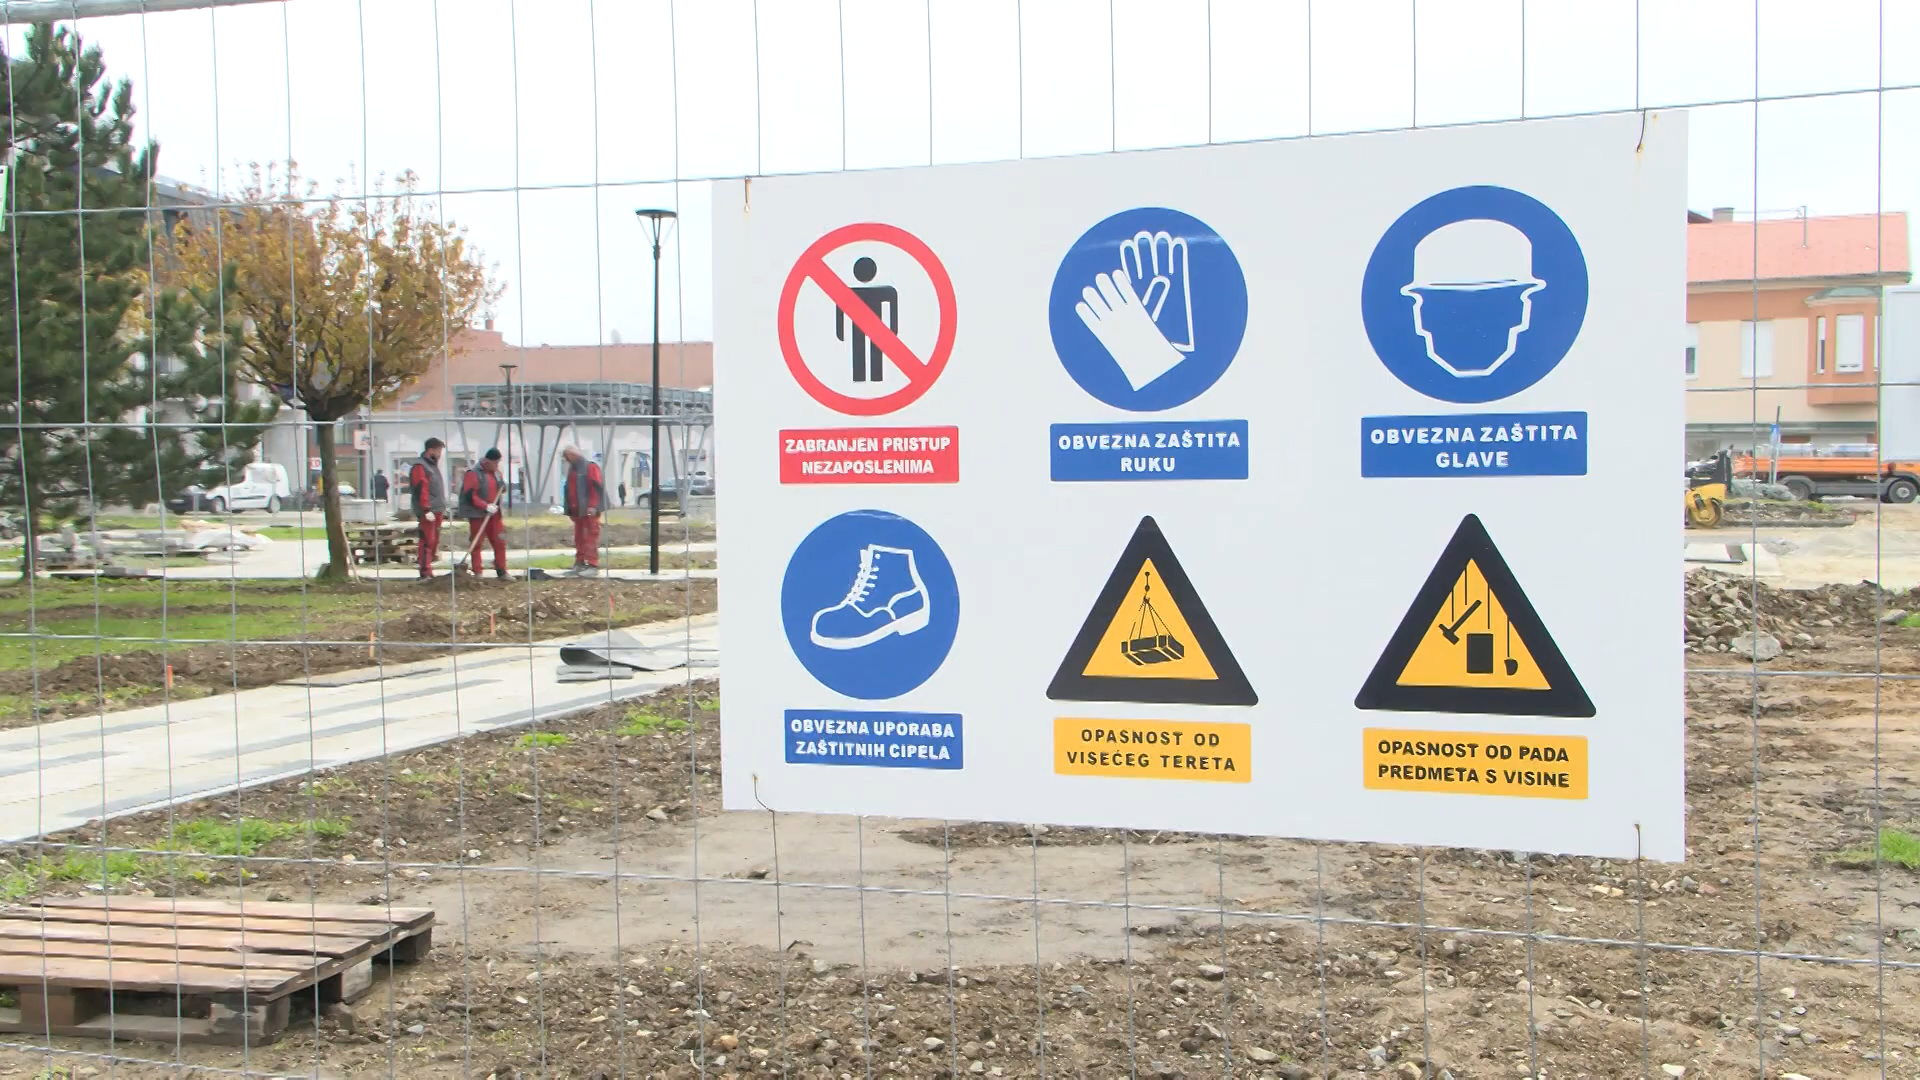 ZABRANJEN PRISTUP
NEZAPOSLENIMA
OBVEZNA ZAŠTITA
RUKU
OBVEZNA ZAŠTITA
GLAVE
OBVEZNA UPORABA
ZAŠTITNIH CIPELA
OPASNOST OD
VISEĆEG TERETA
OPASNOST OD PADA
PREDMETA S VISINE